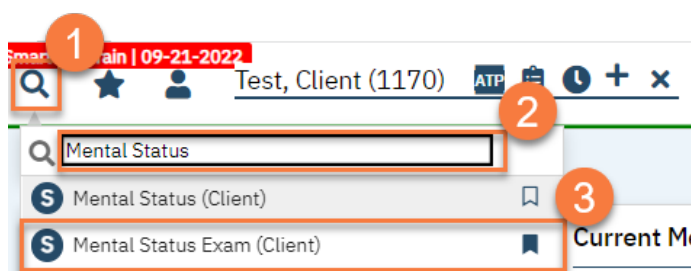 1
rain | 09-21-2022
Test, Client (1170) ATP
2
Mental Status
S Mental Status (Client)
3
S Mental Status Exam (Client)
Current